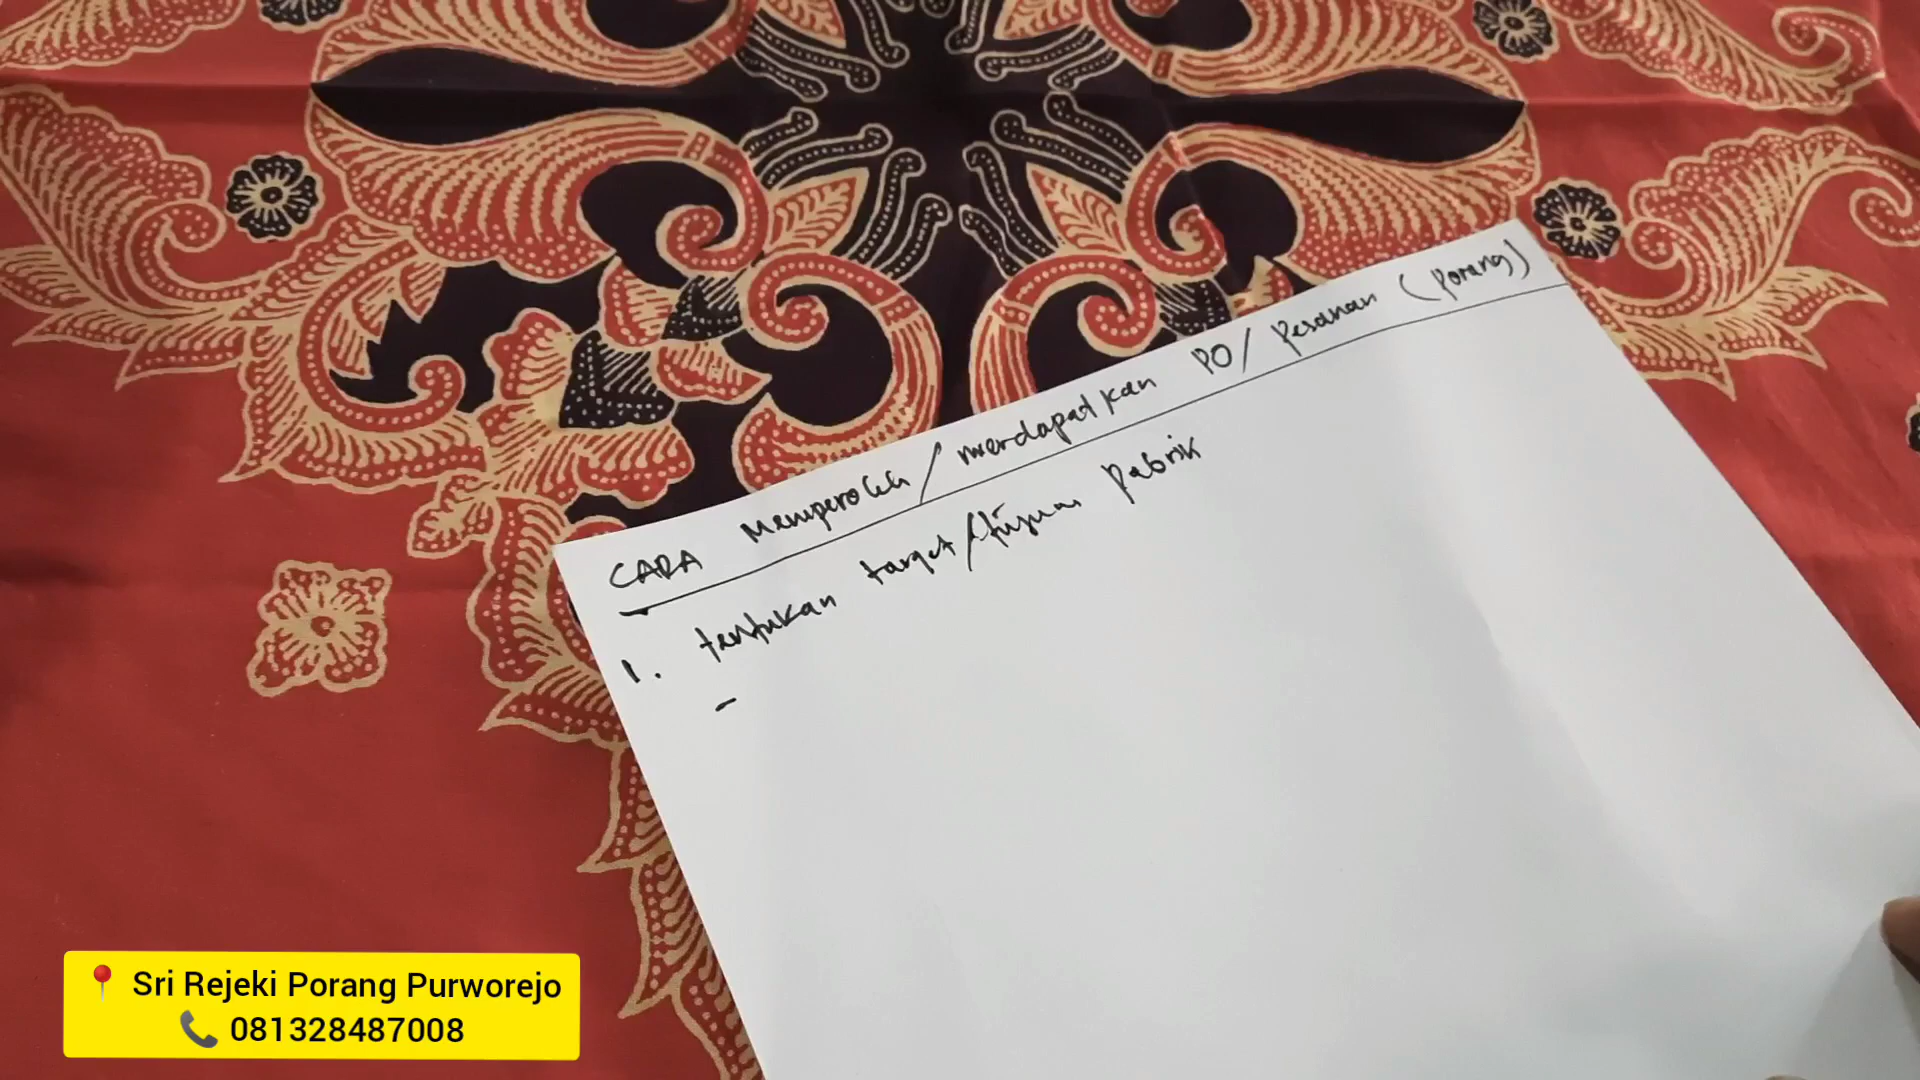 CARA Memperoleh / mendapatkan PO / Pesanan (Porang)
1. tentukan target / tujuan Pabrik
-
📍 Sri Rejeki Porang Purworejo
📞 081328487008